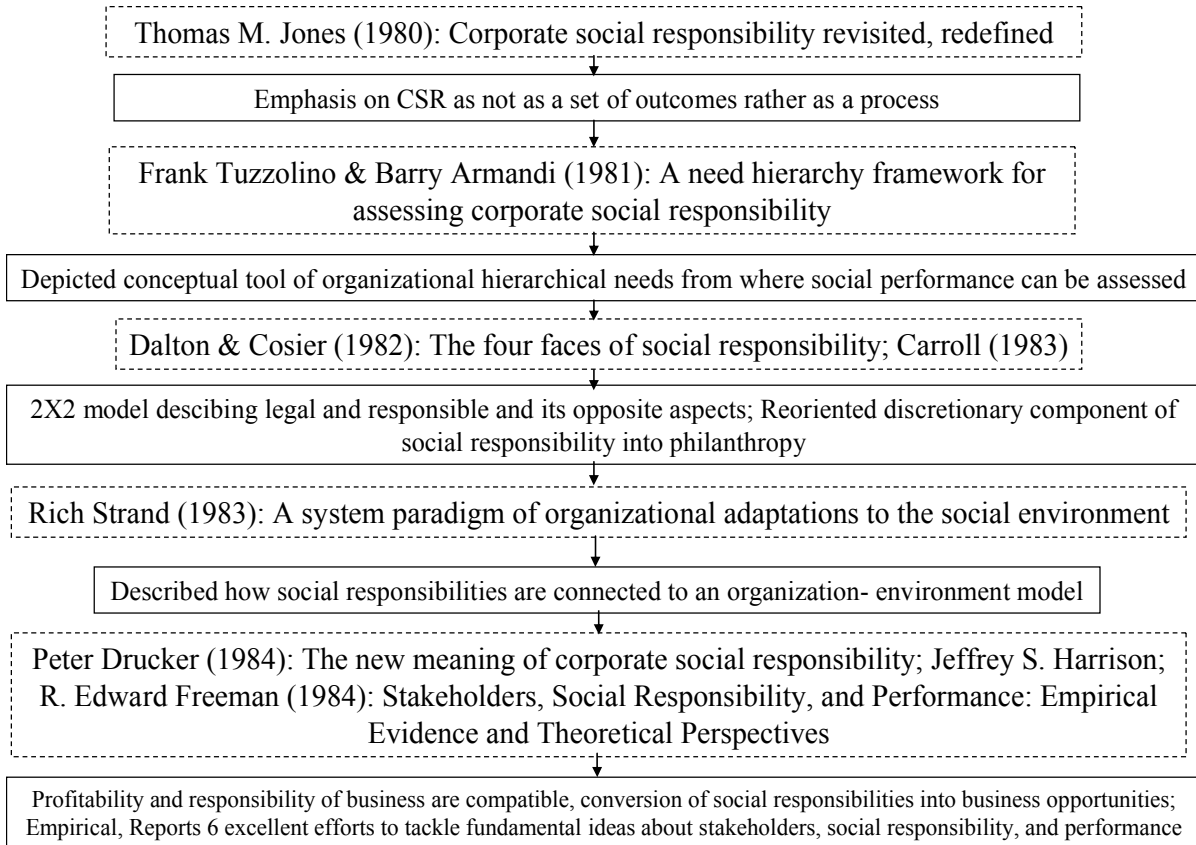 Thomas M. Jones (1980): Corporate social responsibility revisited, redefined
Emphasis on CSR as not as a set of outcomes rather as a process
Frank Tuzzolino & Barry Armandi (1981): A need hierarchy framework for
assessing corporate social responsibility
Depicted conceptual tool of organizational hierarchical needs from where social performance can be assessed
Dalton & Cosier (1982): The four faces of social responsibility; Carroll (1983)
2X2 model descibing legal and responsible and its opposite aspects; Reoriented discretionary component of
social responsibility into philanthropy
Rich Strand (1983): A system paradigm of organizational adaptations to the social environment
Described how social responsibilities are connected to an organization- environment model
Peter Drucker (1984): The new meaning of corporate social responsibility; Jeffrey S. Harrison;
R. Edward Freeman (1984): Stakeholders, Social Responsibility, and Performance: Empirical
Evidence and Theoretical Perspectives
Profitability and responsibility of business are compatible, conversion of social responsibilities into business opportunities;
Empirical, Reports 6 excellent efforts to tackle fundamental ideas about stakeholders, social responsibility, and performance